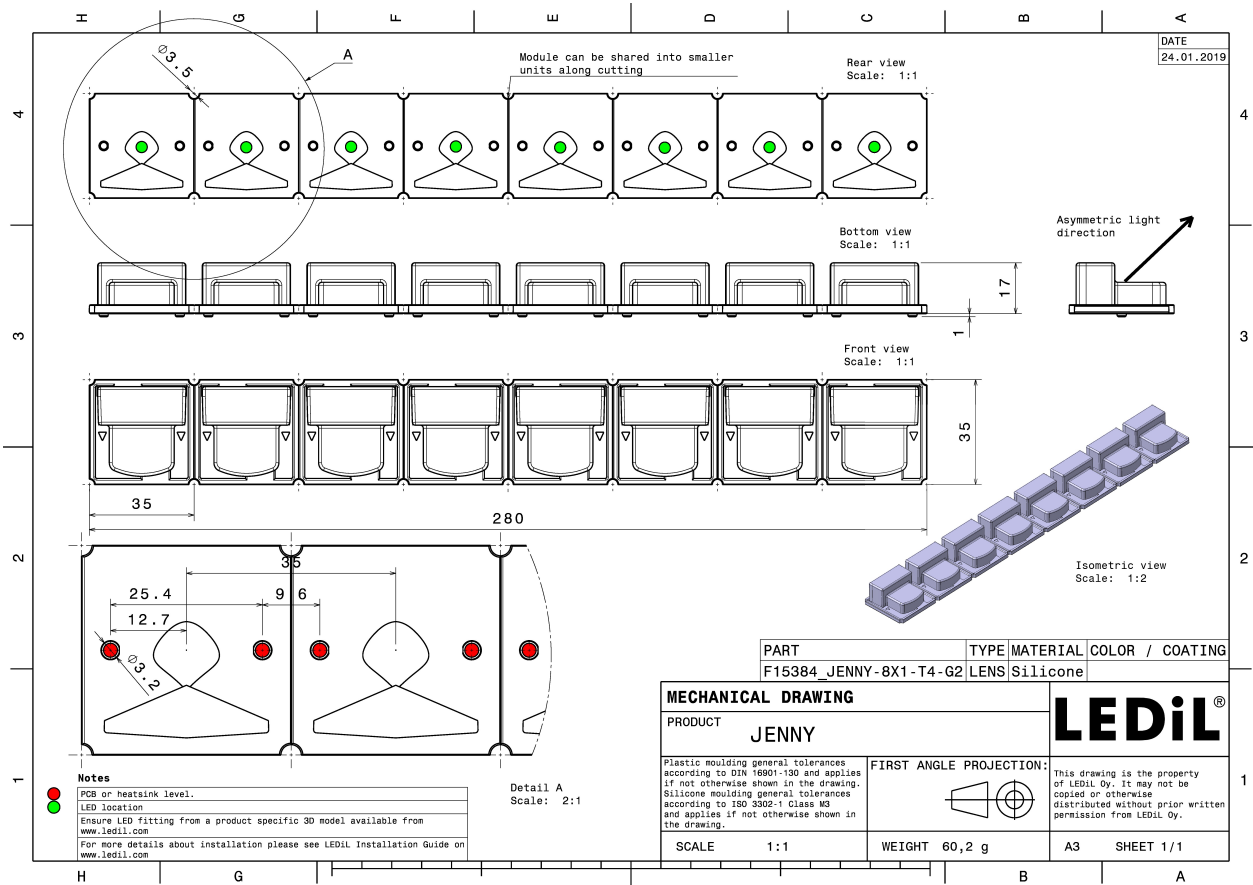 H G F E D C B A
DATE
24.01.2019
Ø3.5
A
Module can be shared into smaller
units along cutting
Rear view
Scale: 1:1
4
4
Bottom view
Scale: 1:1
Asymmetric light
direction
17
1
3
3
Front view
Scale: 1:1
35
35
280
2
2
35
25.4
9.6
12.7
Ø3.2
Isometric view
Scale: 1:2
PART TYPE MATERIAL COLOR / COATING
F15384_JENNY-8X1-T4-G2 LENS Silicone
MECHANICAL DRAWING
PRODUCT
JENNY
LEDiL®
Plastic moulding general tolerances
according to DIN 16901-130 and applies
if not otherwise shown in the drawing.
Silicone moulding general tolerances
according to ISO 3302-1 Class M3
and applies if not otherwise shown in
the drawing.
FIRST ANGLE PROJECTION:
This drawing is the property
of LEDiL Oy. It may not be
copied or otherwise
distributed without prior written
permission from LEDiL Oy.
1
1
Notes
PCB or heatsink level.
LED location
Ensure LED fitting from a product specific 3D model available from
www.ledil.com
For more details about installation please see LEDiL Installation Guide on
www.ledil.com
Detail A
Scale: 2:1
SCALE 1:1 WEIGHT 60,2 g A3 SHEET 1/1
H G B A